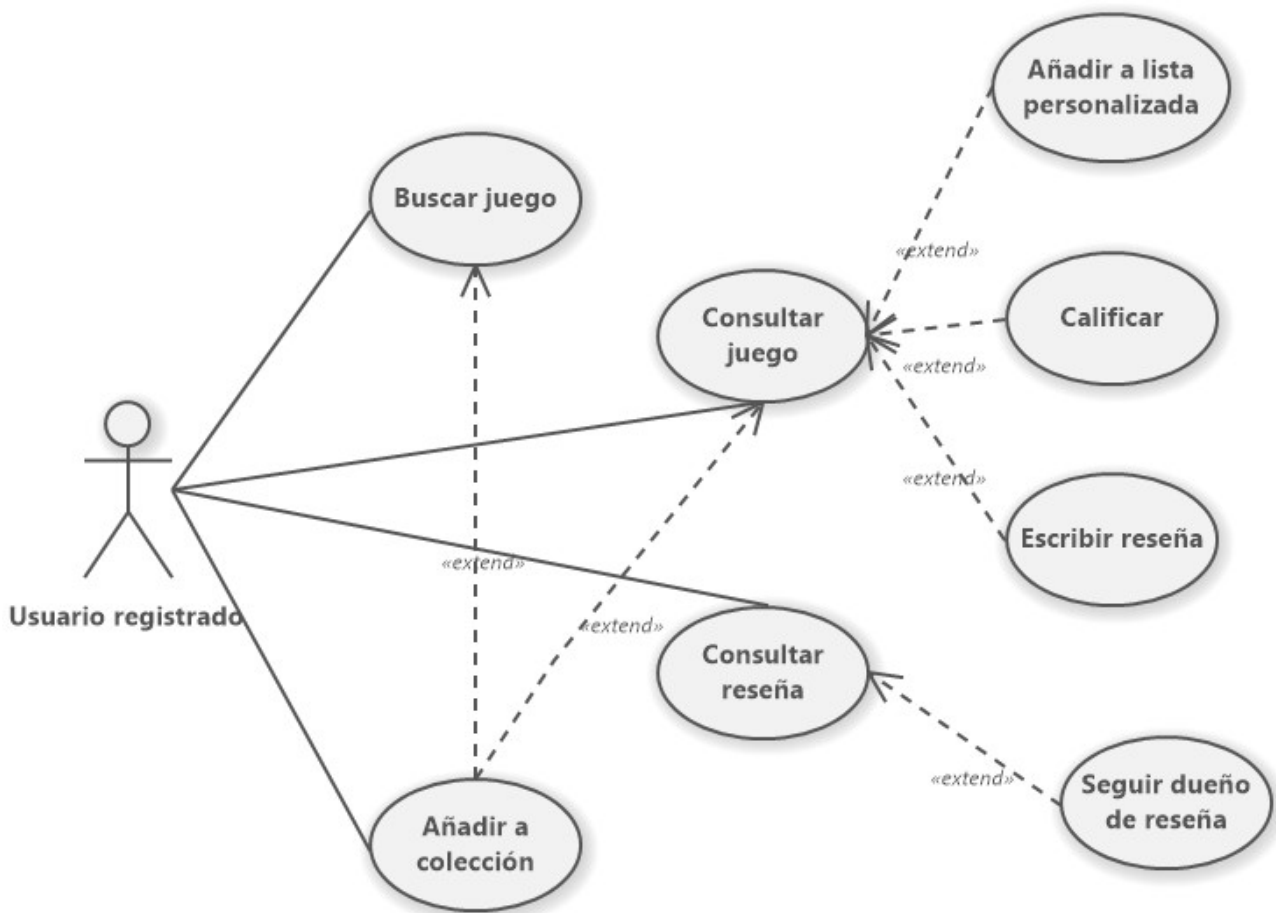 Añadir a lista
personalizada
Buscar juego
«extend»
Consultar
juego
Calificar
«extend»
«extend»
Escribir reseña
«extend»
Usuario registrado
«extend»
Consultar
reseña
«extend»
Seguir dueño
de reseña
Añadir a
colección